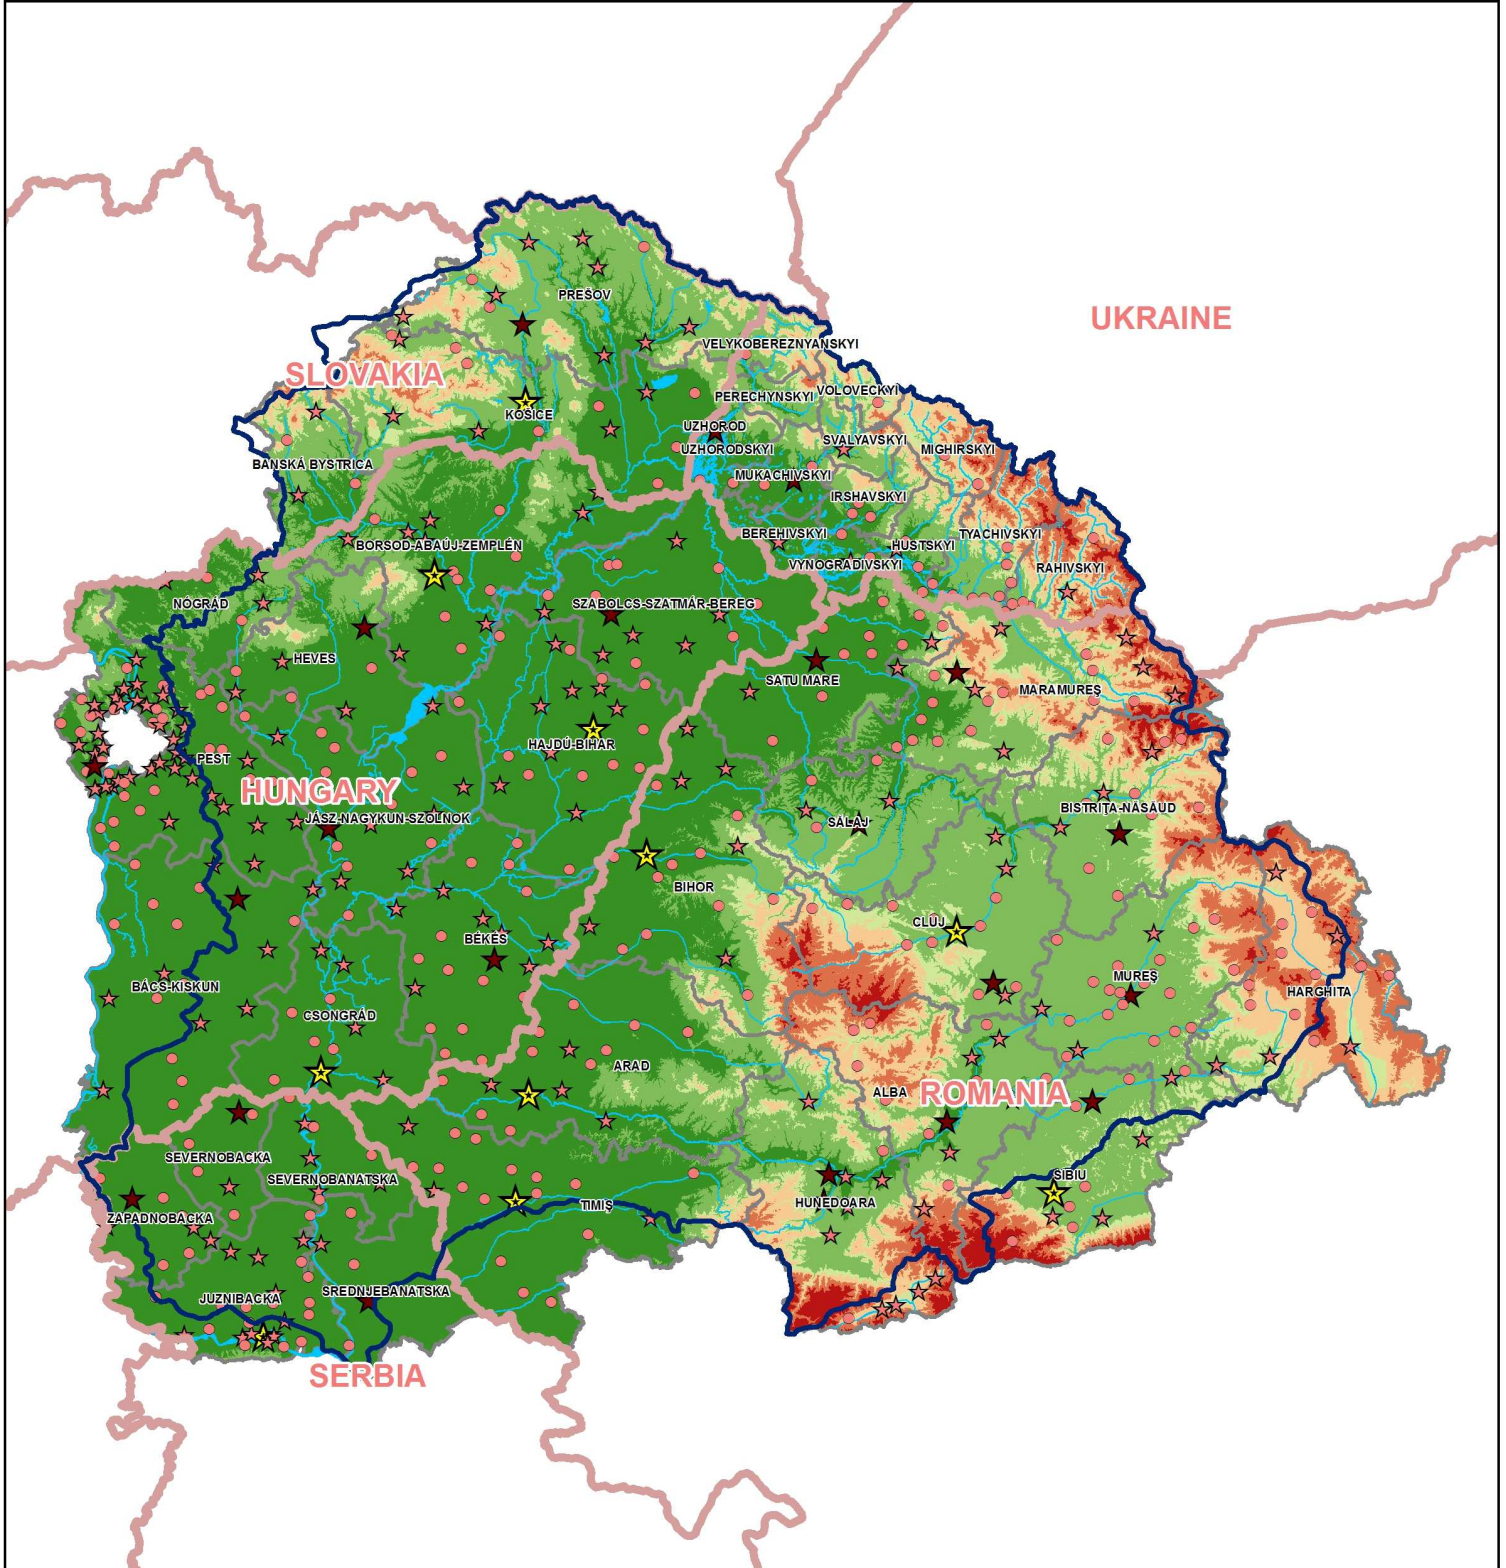 PREŠOV
UKRAINE
VELYKOBEREZNYANSKYI
SLOVAKIA
VOLOVECKYI
PERECHYNSKYI
KOŠICE
UZHOROD
SVALYAVSKYI
UZHORODSKYI
MIGHIRSKYI
BANSKÁ BYSTRICA
MUKACHIVSKYI
IRSHAVSKYI
BEREHIVSKYI
TYACHIVSKYI
BORSOD-ABAÚJ-ZEMPLÉN
HUSTSKYI
VYNOGRADIVSKYI
RAHIVSKYI
NÓGRÁD
SZABOLCS-SZATMÁR-BEREG
HEVES
SATU MARE
MARAMUREŞ
HAJDÚ-BIHAR
PEST
HUNGARY
BISTRIŢA-NĂSĂUD
JÁSZ-NAGYKUN-SZOLNOK
SĂLAJ
BIHOR
CLUJ
BÉKÉS
MUREŞ
BÁCS-KISKUN
HARGHITA
CSONGRÁD
ARAD
ALBA
ROMANIA
SEVERNOBACKA
SEVERNOBANATSKA
SIBIU
HUNEDOARA
TIMIŞ
ZAPADNOBACKA
SREDNJEBANATSKA
JUZNIBACKA
SERBIA